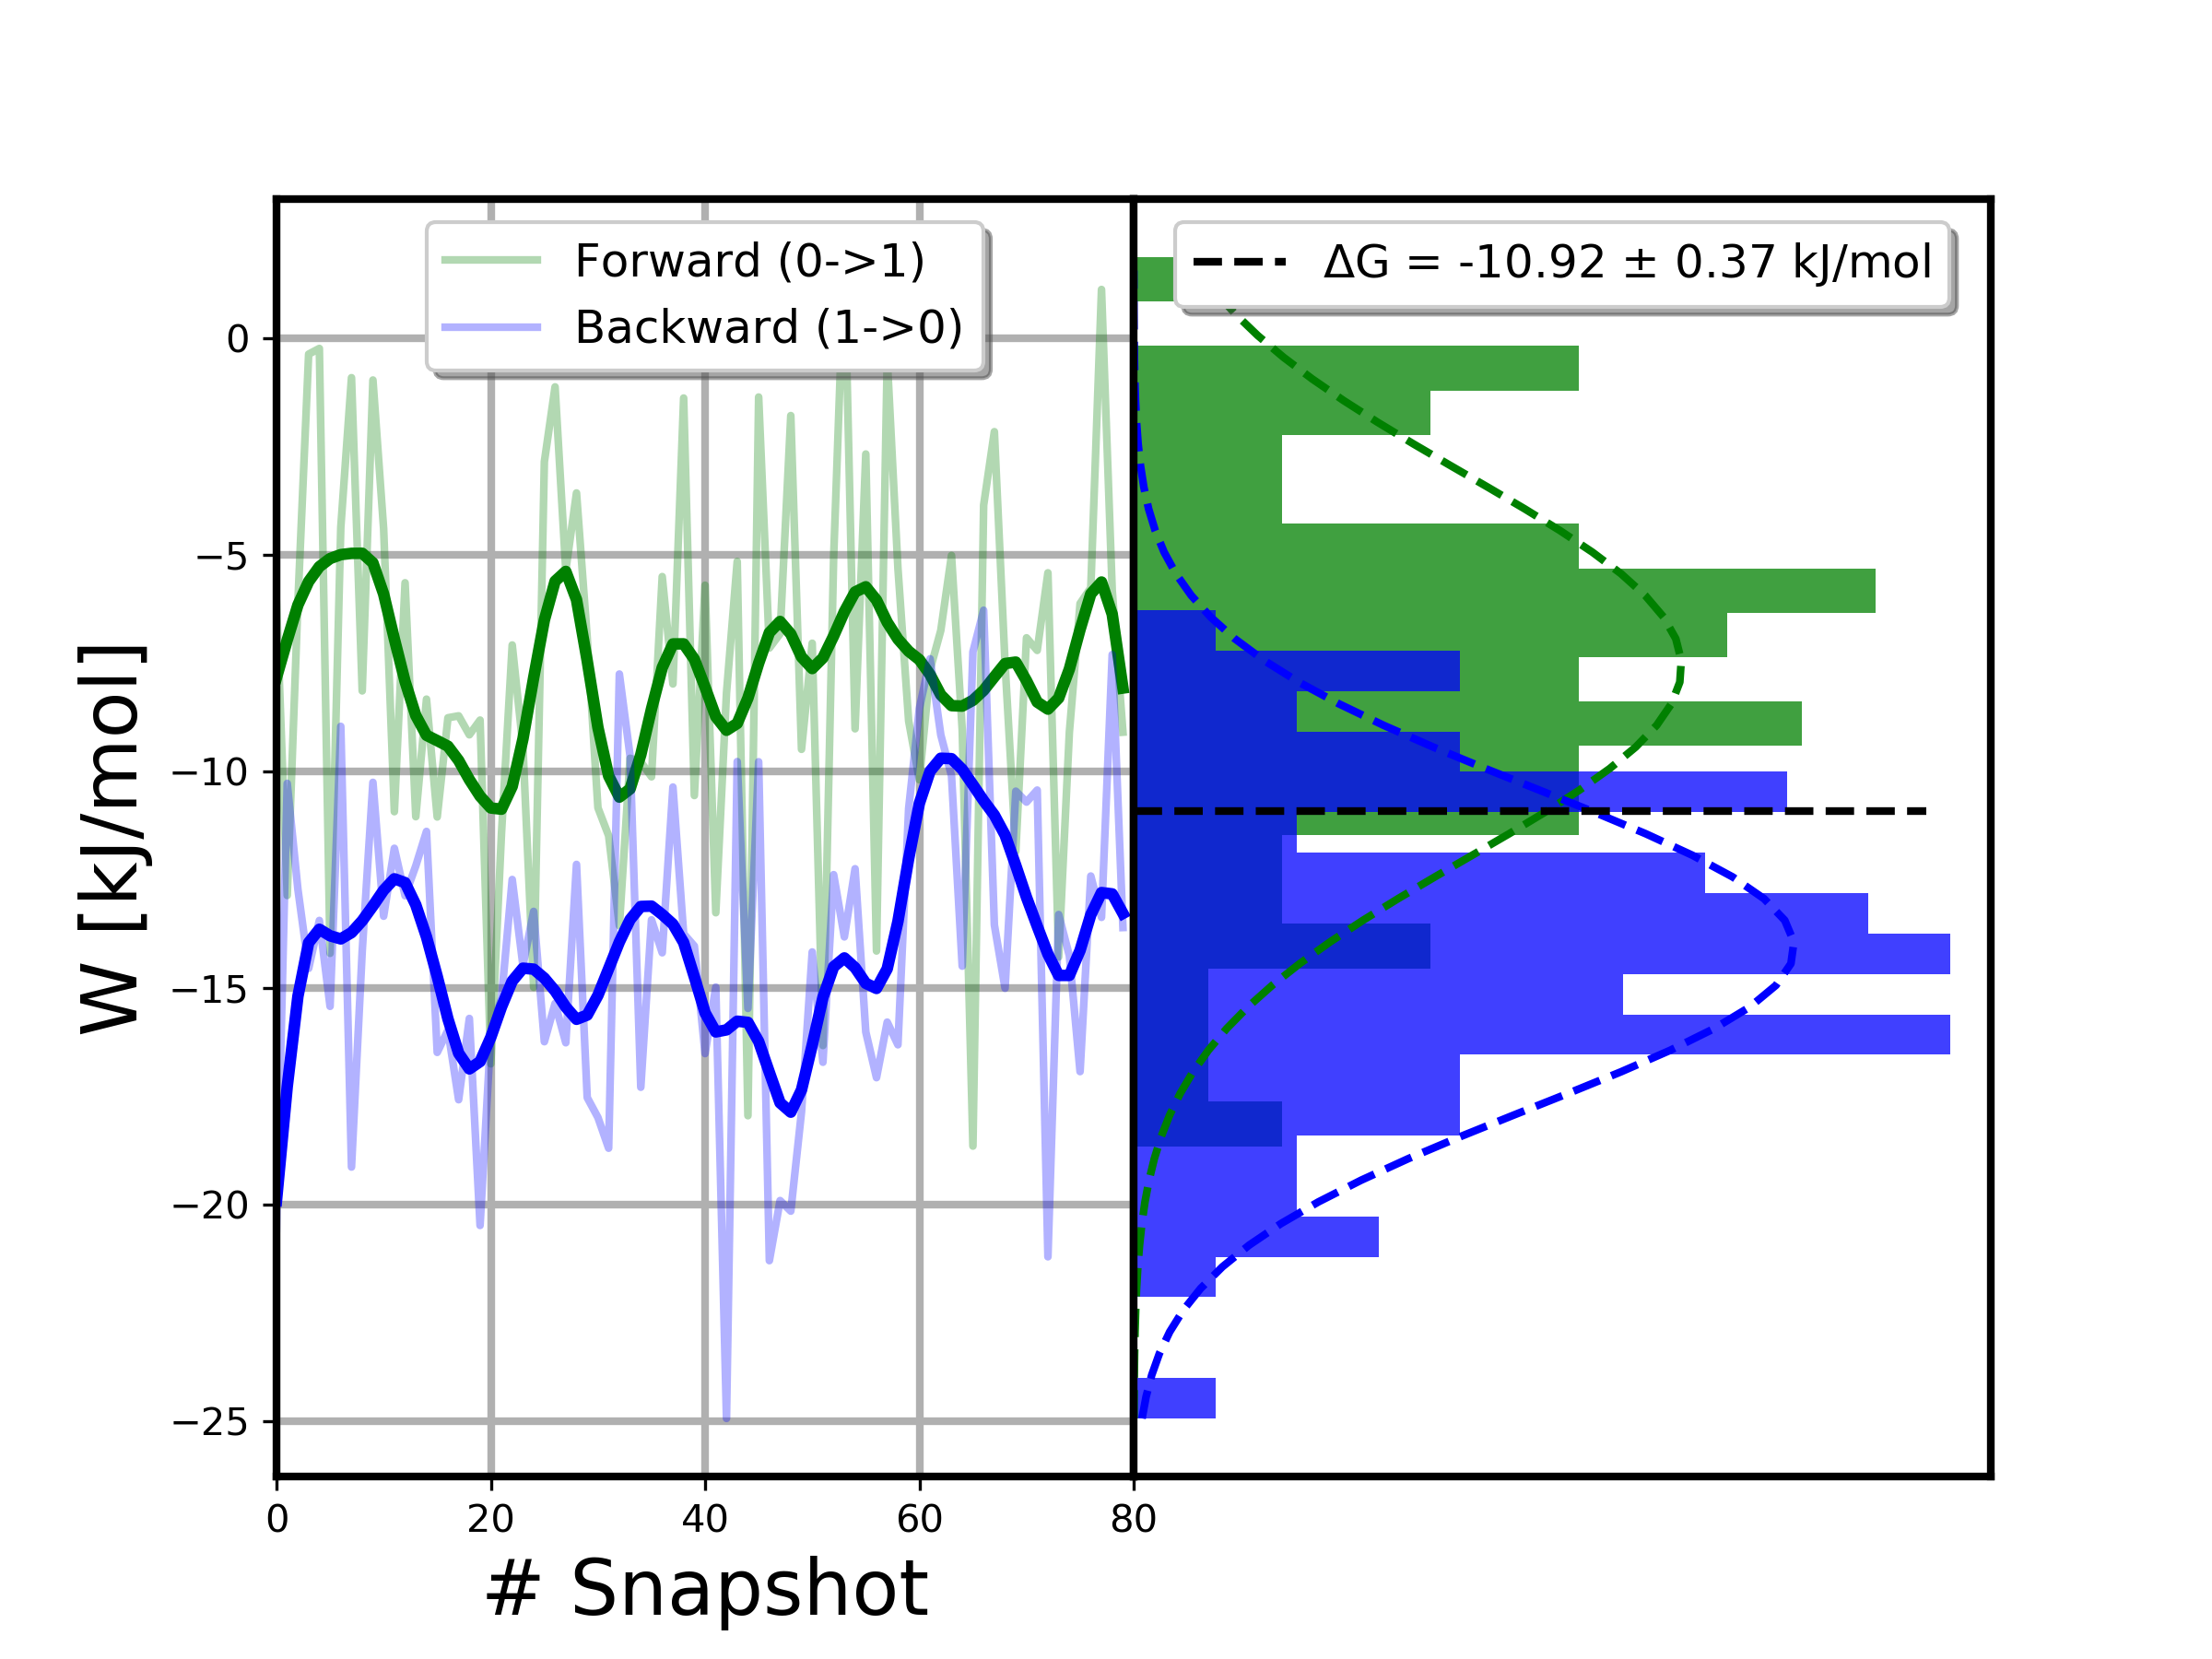 Forward (0->1)
Backward (1->0)
ΔG = -10.92 ± 0.37 kJ/mol
W [kJ/mol]
0
−5
−10
−15
−20
−25
0 20 40 60 80
# Snapshot